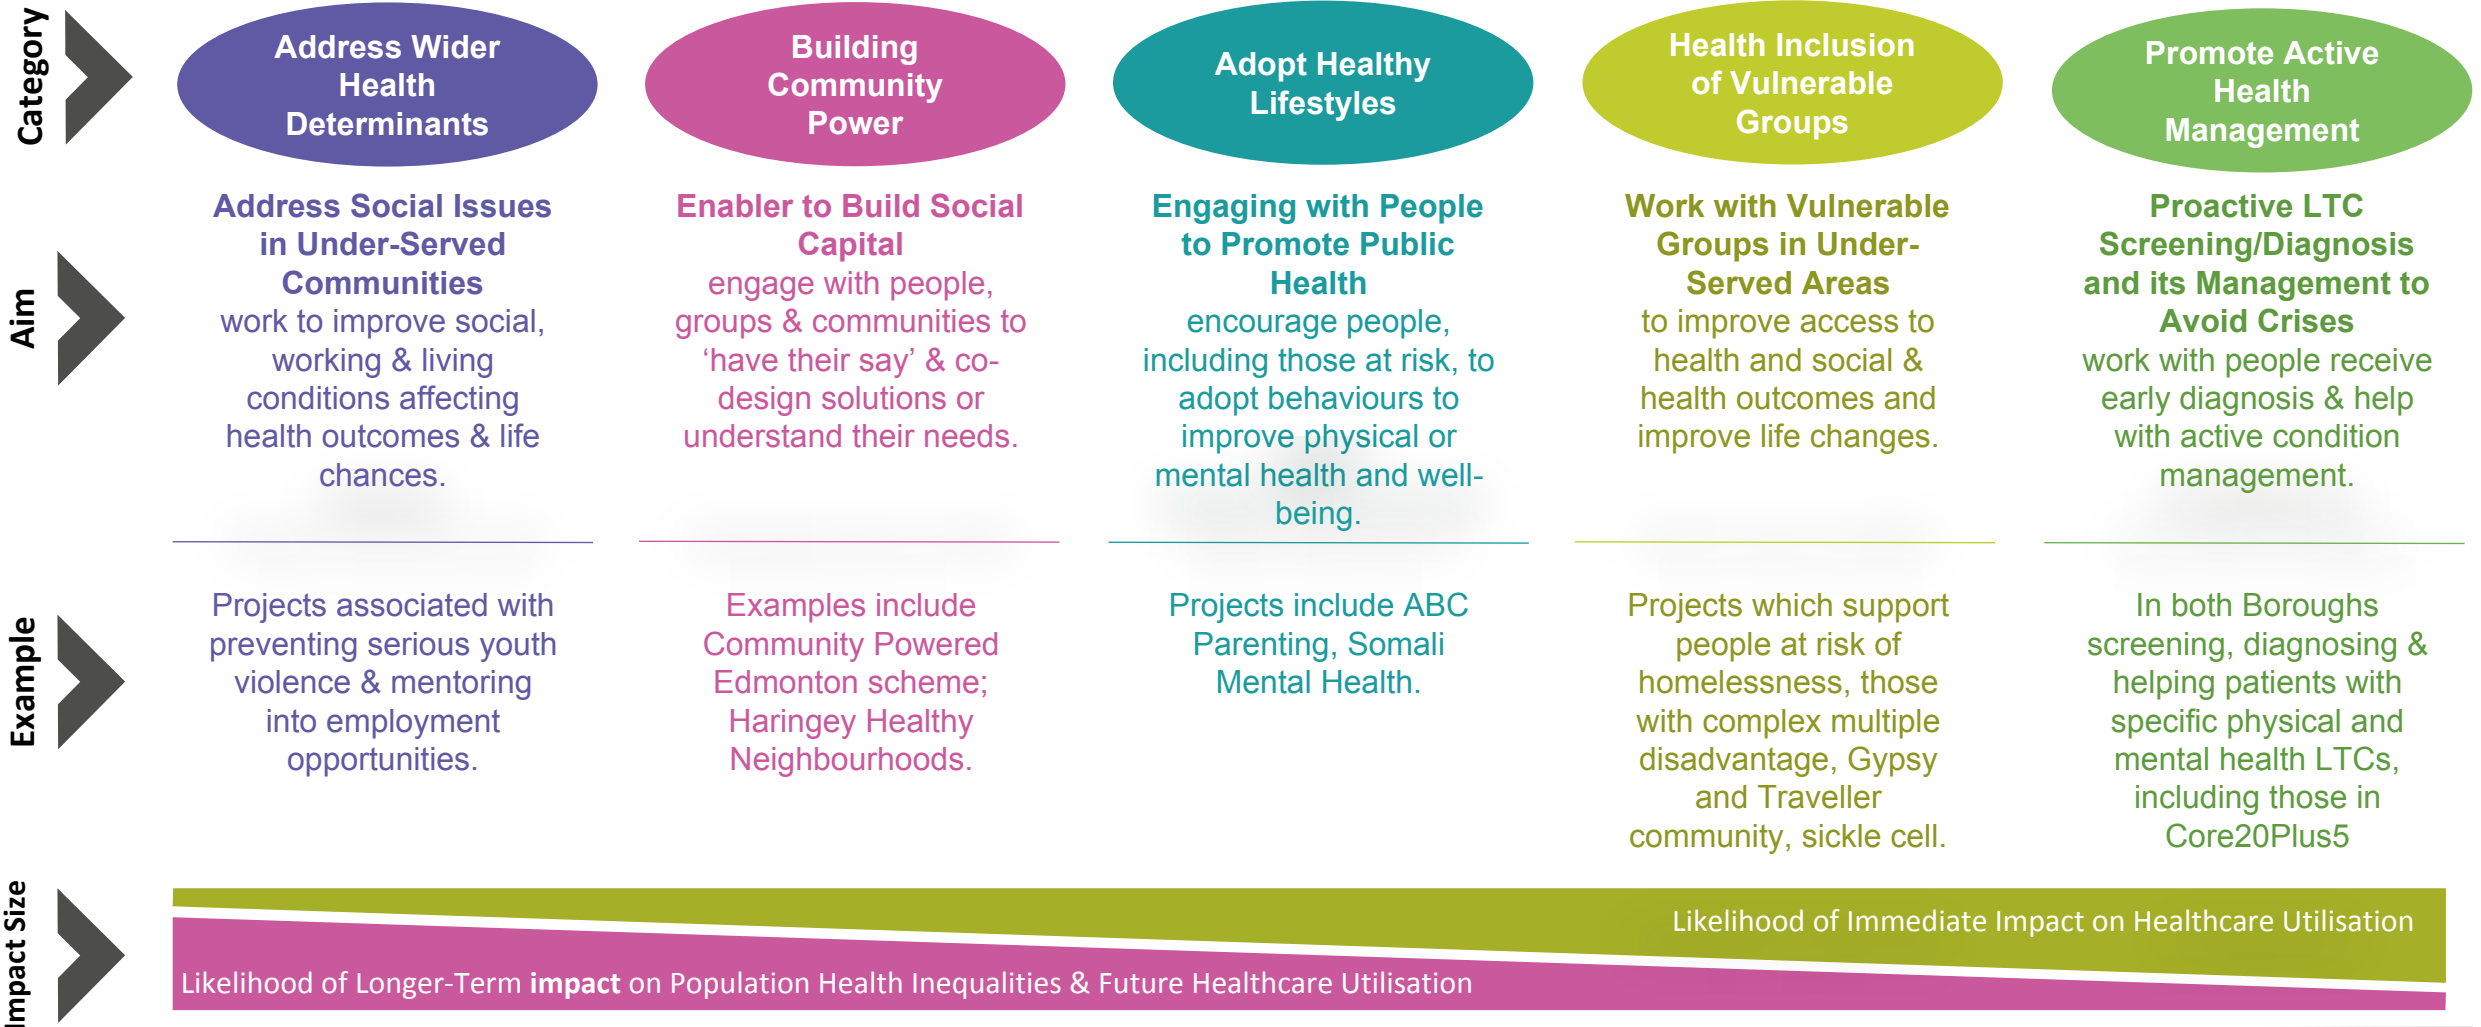 Category
Address Wider
Health
Determinants
Building
Community
Power
Adopt Healthy
Lifestyles
Health Inclusion
of Vulnerable
Groups
Promote Active
Health
Management
Aim
Address Social Issues
in Under-Served
Communities
work to improve social,
working & living
conditions affecting
health outcomes & life
chances.
Enabler to Build Social
Capital
engage with people,
groups & communities to
‘have their say’ & co-
design solutions or
understand their needs.
Engaging with People
to Promote Public
Health
encourage people,
including those at risk, to
adopt behaviours to
improve physical or
mental health and well-
being.
Work with Vulnerable
Groups in Under-
Served Areas
to improve access to
health and social &
health outcomes and
improve life changes.
Proactive LTC
Screening/Diagnosis
and its Management to
Avoid Crises
work with people receive
early diagnosis & help
with active condition
management.
Example
Projects associated with
preventing serious youth
violence & mentoring
into employment
opportunities.
Examples include
Community Powered
Edmonton scheme;
Haringey Healthy
Neighbourhoods.
Projects include ABC
Parenting, Somali
Mental Health.
Projects which support
people at risk of
homelessness, those
with complex multiple
disadvantage, Gypsy
and Traveller
community, sickle cell.
In both Boroughs
screening, diagnosing &
helping patients with
specific physical and
mental health LTCs,
including those in
Core20Plus5
Impact Size
Likelihood of Immediate Impact on Healthcare Utilisation
Likelihood of Longer-Term impact on Population Health Inequalities & Future Healthcare Utilisation